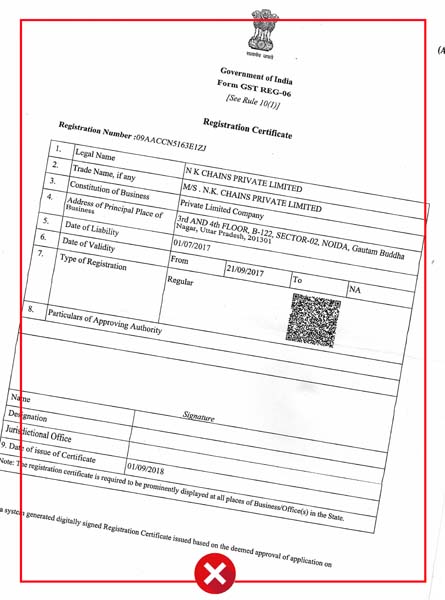 सत्यमेव जयते
(A
Government of India
Form GST REG-06
[See Rule 10(1)]
Registration Certificate
Registration Number :09AACCN5163E1ZJ
1. Legal Name N K CHAINS PRIVATE LIMITED
2. Trade Name, if any M/S . N.K. CHAINS PRIVATE LIMITED
3. Constitution of Business Private Limited Company
4. Address of Principal Place of Business 3rd AND 4th FLOOR, B-122, SECTOR-02, NOIDA, Gautam Buddha Nagar, Uttar Pradesh, 201301
5. Date of Liability 01/07/2017
6. Date of Validity From 21/09/2017 To NA
7. Type of Registration Regular
8. Particulars of Approving Authority
Signature
Name
Designation
Jurisdictional Office
9. Date of issue of Certificate 01/09/2018
Note: The registration certificate is required to be prominently displayed at all places of Business/Office(s) in the State.
a system generated digitally signed Registration Certificate issued based on the deemed approval of application on